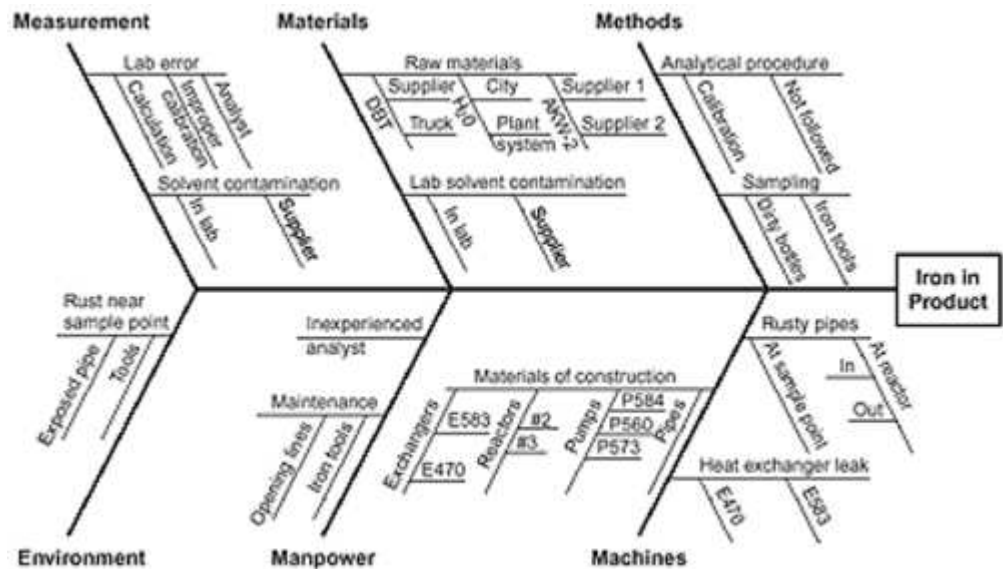 Measurement
Materials
Methods
Lab error
Calculation
Improper
calibration
Analyst
Solvent contamination
In lab
Supplier
Raw materials
DBT
Supplier
Truck
H₂0
City
Plant
system
AKW-2
Supplier 1
Supplier 2
Lab solvent contamination
In lab
Supplier
Analytical procedure
Calibration
Not followed
Sampling
Dirty bottles
Iron tools
Iron in
Product
Rust near
sample point
Exposed pipe
Tools
Inexperienced
analyst
Maintenance
Opening lines
Iron tools
Materials of construction
Exchangers
E583
E470
Reactors
#2
#3
Pumps
P584
P560
P573
Pipes
Rusty pipes
At sample point
At reactor
In
Out
Heat exchanger leak
E470
E583
Environment
Manpower
Machines